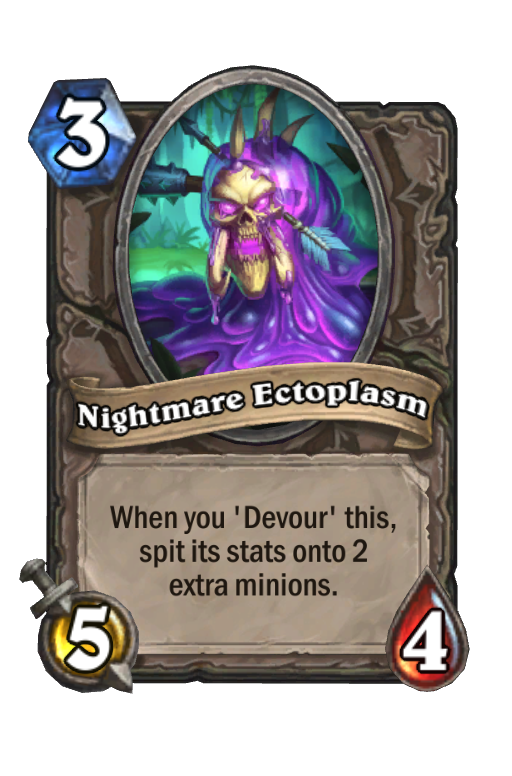 3
Nightmare Ectoplasm
When you 'Devour' this,
spit its stats onto 2
extra minions.
5
4